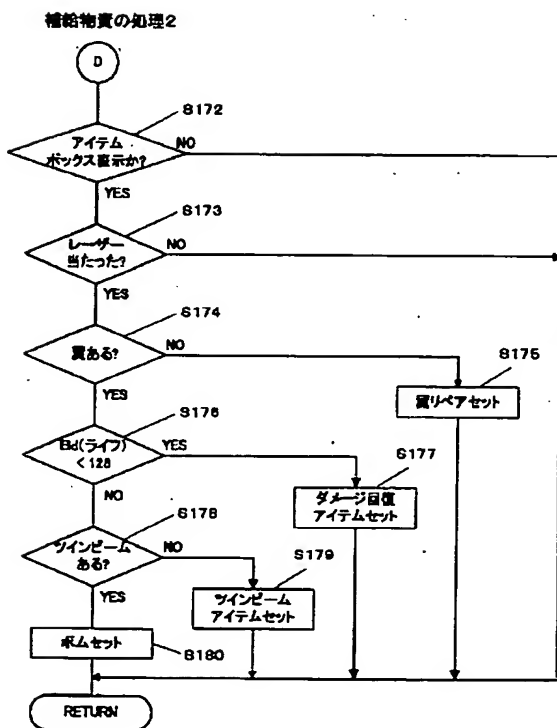 補給物資の処理2
D
S172
アイテム
ボックス表示か?
NO
YES
S173
レーザー
当たった?
NO
YES
S174
翼ある?
NO
YES
S175
翼リペアセット
S176
(ライフ)
YES
NO
S177
ダメージ回復
アイテムセット
S178
ツインビーム
ある?
NO
YES
S179
ツインビーム
アイテムセット
ボムセット
S180
RETURN